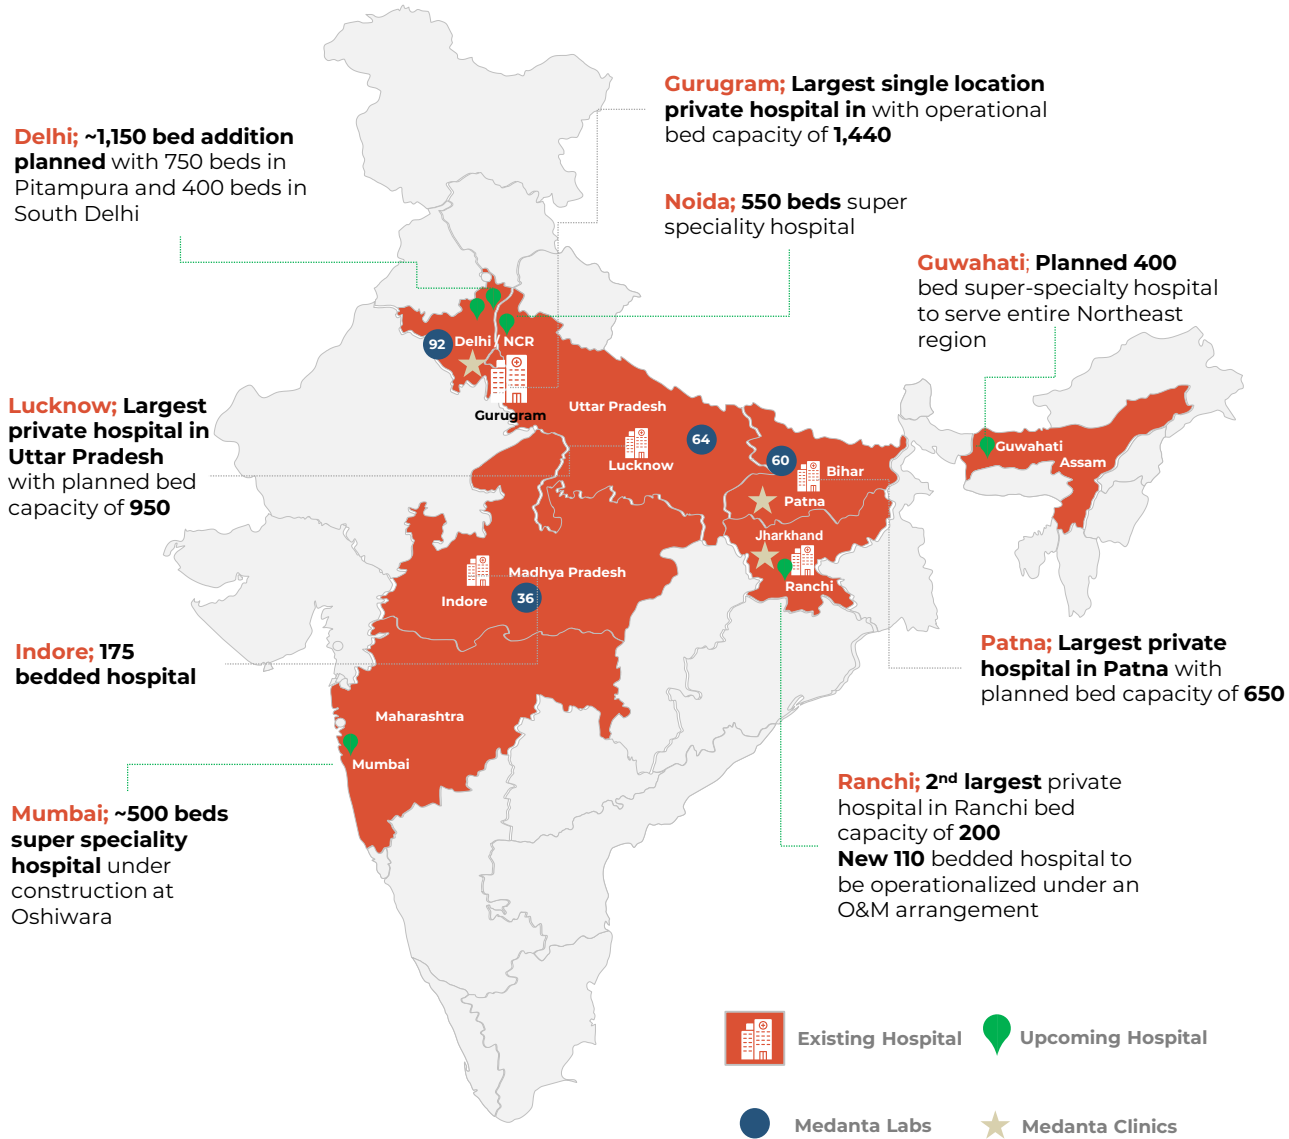 Gurugram; Largest single location
private hospital in with operational
bed capacity of 1,440
Delhi; ~1,150 bed addition
planned with 750 beds in
Pitampura and 400 beds in
South Delhi
Noida; 550 beds super
speciality hospital
Guwahati; Planned 400
bed super-specialty hospital
to serve entire Northeast
region
92
Delhi NCR
Gurugram
Lucknow; Largest
private hospital in
Uttar Pradesh
with planned bed
capacity of 950
Uttar Pradesh
64
Lucknow
60
Bihar
Patna
Guwahati
Assam
Jharkhand
Ranchi
Madhya Pradesh
Indore
36
Indore; 175
bedded hospital
Patna; Largest private
hospital in Patna with
planned bed capacity of 650
Maharashtra
Mumbai
Mumbai; ~500 beds
super speciality
hospital under
construction at
Oshiwara
Ranchi; 2nd largest private
hospital in Ranchi bed
capacity of 200
New 110 bedded hospital to
be operationalized under an
O&M arrangement
Existing Hospital
Upcoming Hospital
Medanta Labs
Medanta Clinics